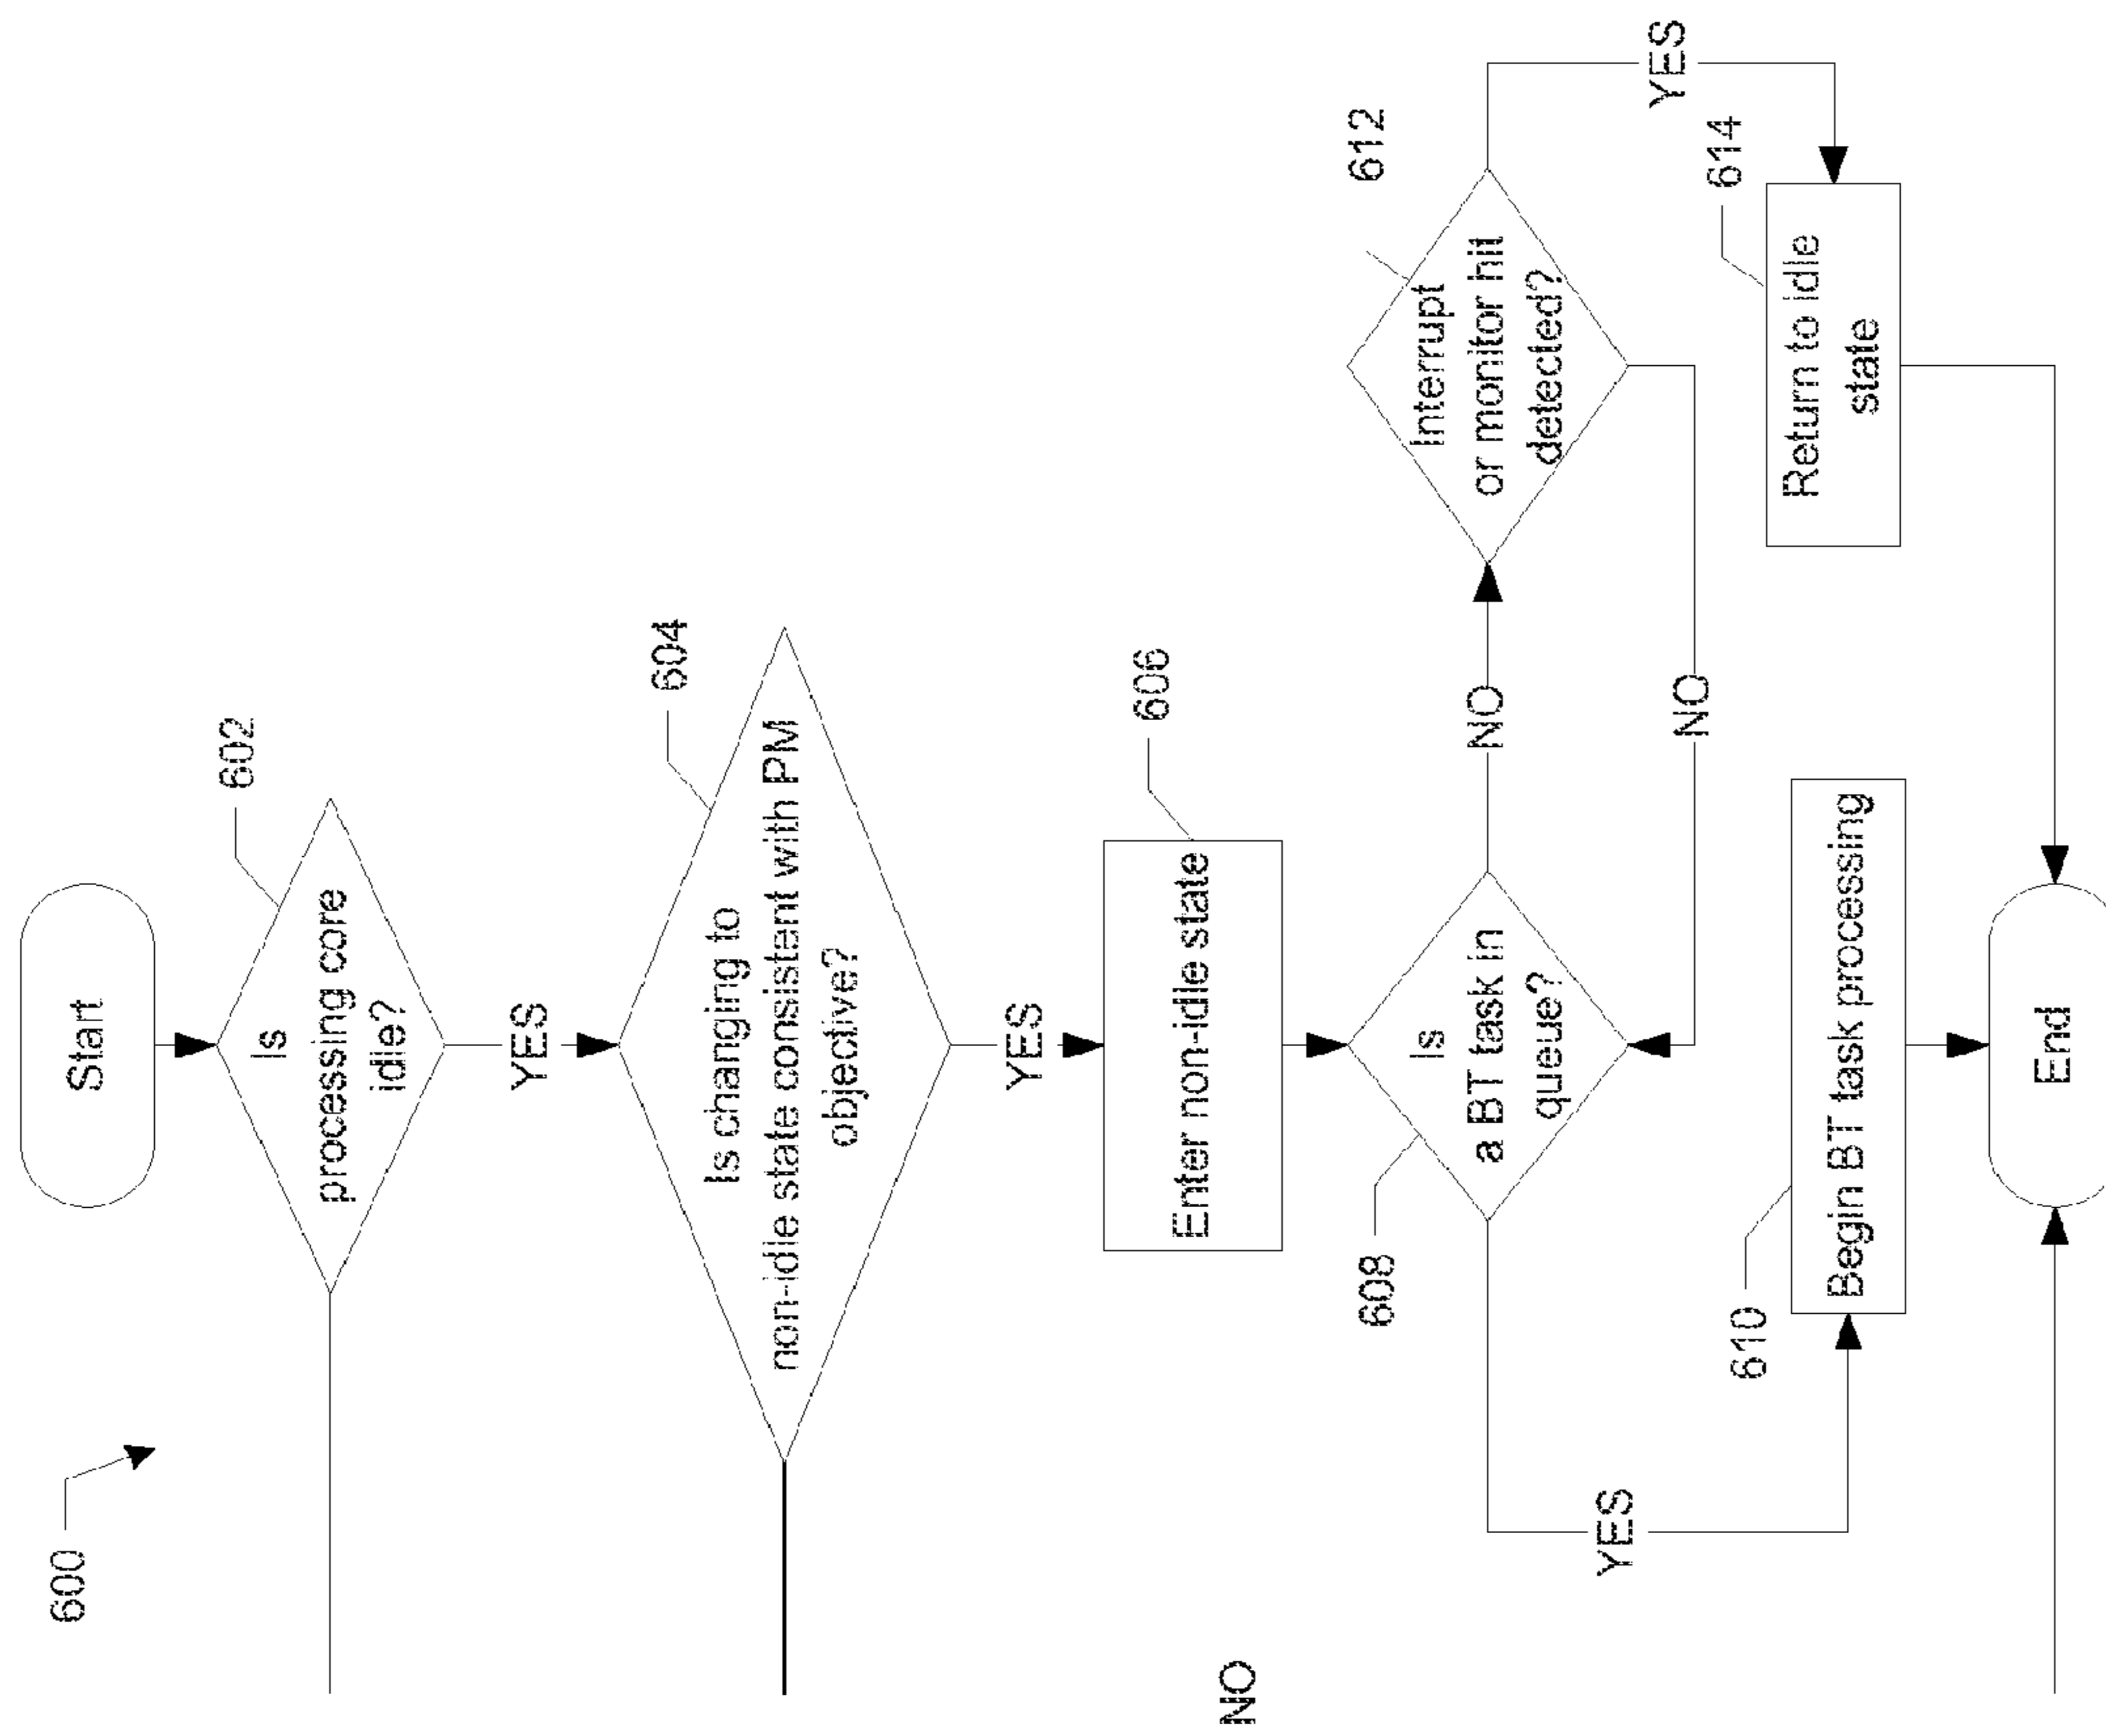 600
Start
602
Is
processing core
idle?
YES
604
Is changing to
non-idle state consistent with PM
objective?
YES
606
Enter non-idle state
NO
608
Is
a BT task in
queue?
NO
612
Interrupt
or monitor hit
detected?
YES
NO
YES
610
Begin BT task processing
614
Return to idle
state
End